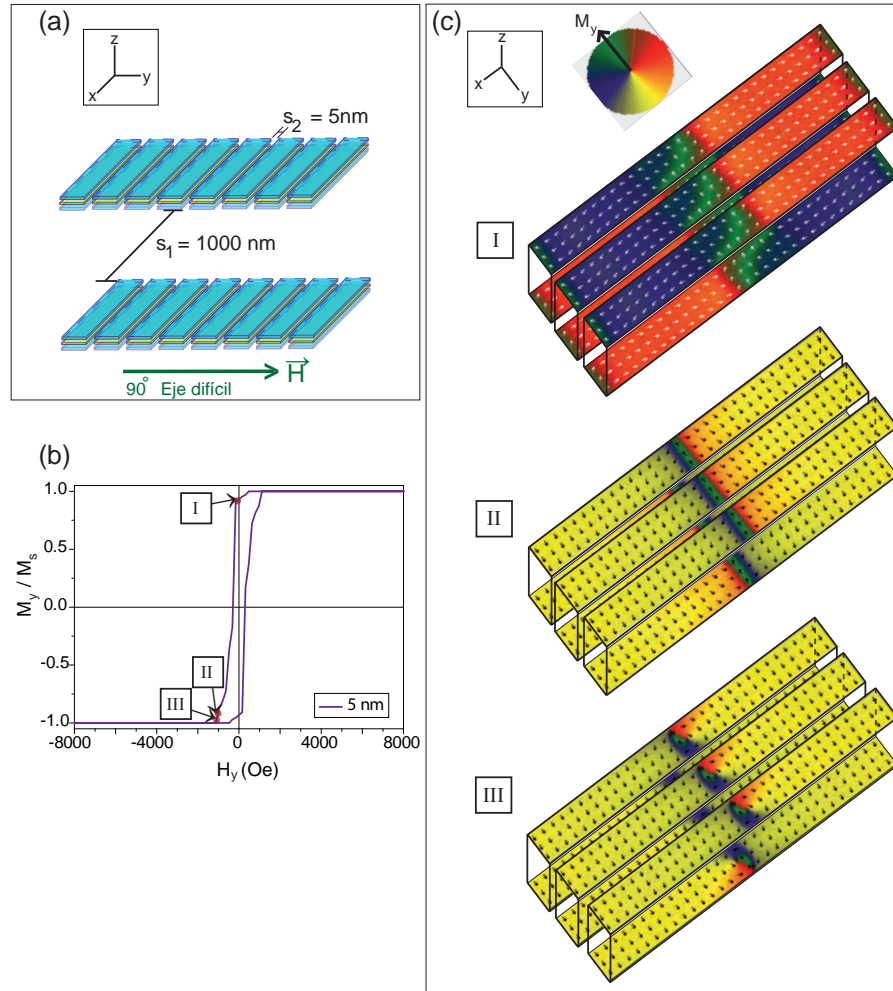 (a)
z
y
x
s2 = 5nm
s1 = 1000 nm
H
90° Eje difícil
(b)
1.0
0.5
0.0
-0.5
-1.0
My / Ms
I
II
III
5 nm
-8000 -4000 0 4000 8000
Hy (Oe)
(c)
z
x
y
My
I
II
III